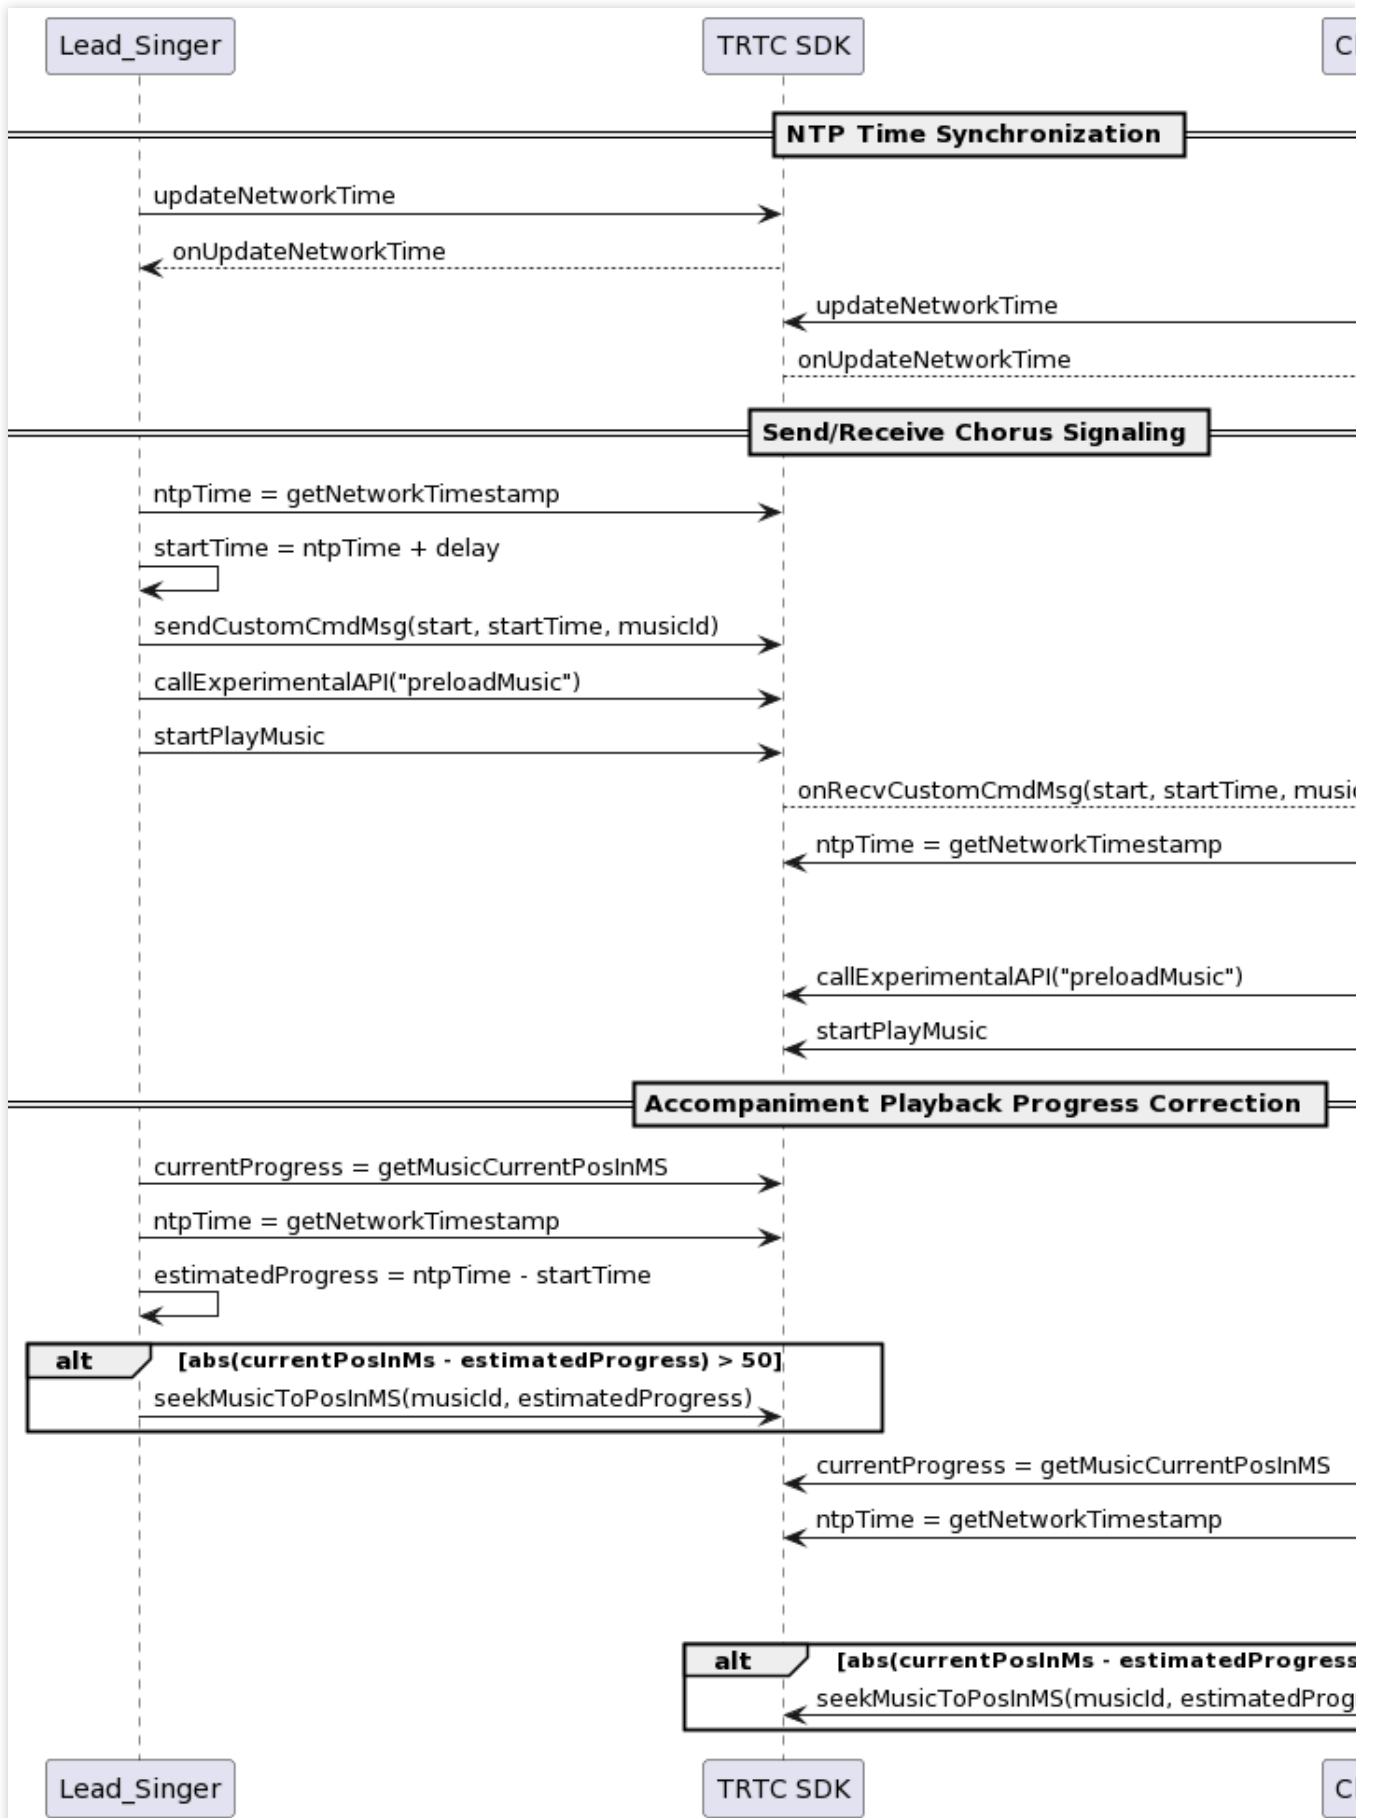 Lead_Singer TRTC SDK C
NTP Time Synchronization
updateNetworkTime
onUpdateNetworkTime
updateNetworkTime
onUpdateNetworkTime
Send/Receive Chorus Signaling
ntpTime = getNetworkTimestamp
startTime = ntpTime + delay
sendCustomCmdMsg(start, startTime, musicId)
callExperimentalAPI("preloadMusic")
startPlayMusic
onRecvCustomCmdMsg(start, startTime, music
ntpTime = getNetworkTimestamp
callExperimentalAPI("preloadMusic")
startPlayMusic
Accompaniment Playback Progress Correction
currentProgress = getMusicCurrentPosInMS
ntpTime = getNetworkTimestamp
estimatedProgress = ntpTime - startTime
alt [abs(currentPosInMs - estimatedProgress) > 50]
seekMusicToPosInMS(musicId, estimatedProgress)
currentProgress = getMusicCurrentPosInMS
ntpTime = getNetworkTimestamp
alt [abs(currentPosInMs - estimatedProgress
seekMusicToPosInMS(musicId, estimatedProg
Lead_Singer TRTC SDK C